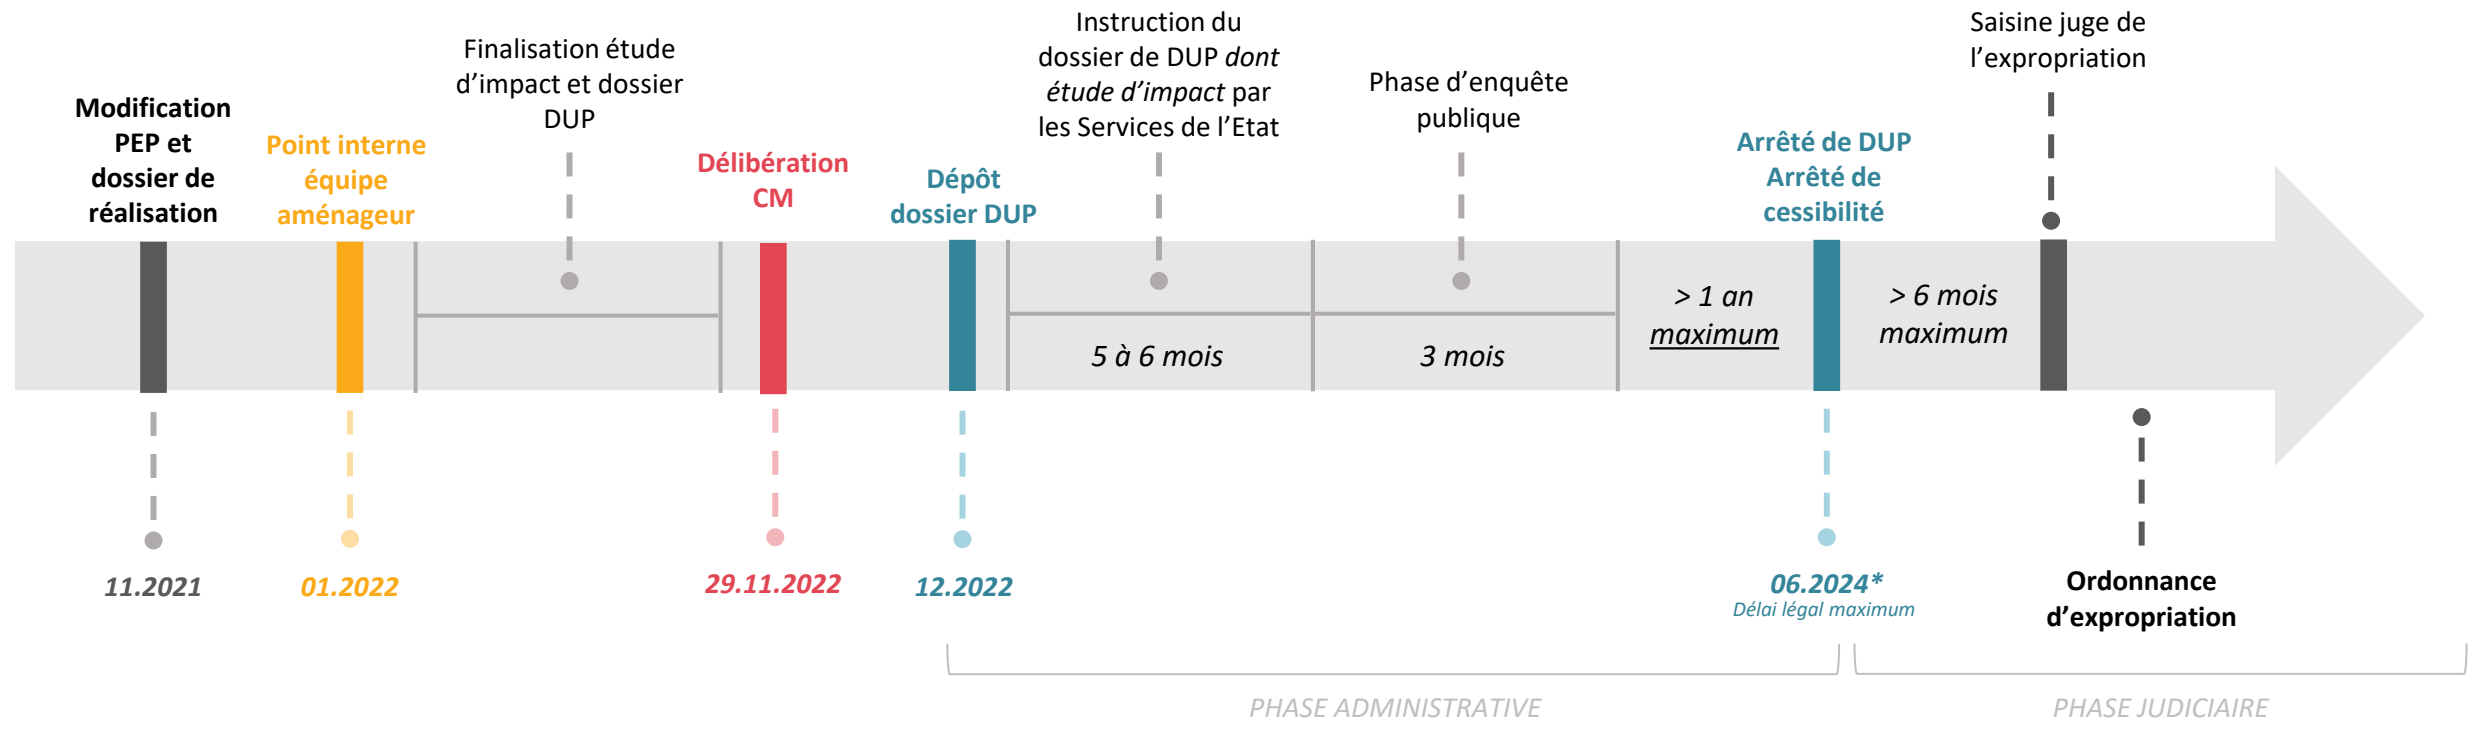 Modification
PEP et
dossier de
réalisation
Point interne
équipe
aménageur
Finalisation étude
d’impact et dossier
DUP
Délibération
CM
Dépôt
dossier DUP
Instruction du
dossier de DUP dont
étude d’impact par
les Services de l’Etat
Phase d’enquête
publique
Arrêté de DUP
Arrêté de
cessibilité
Saisine juge de
l’expropriation
5 à 6 mois
3 mois
> 1 an
maximum
> 6 mois
maximum
11.2021
01.2022
29.11.2022
12.2022
06.2024*
Délai légal maximum
Ordonnance
d’expropriation
PHASE ADMINISTRATIVE
PHASE JUDICIAIRE